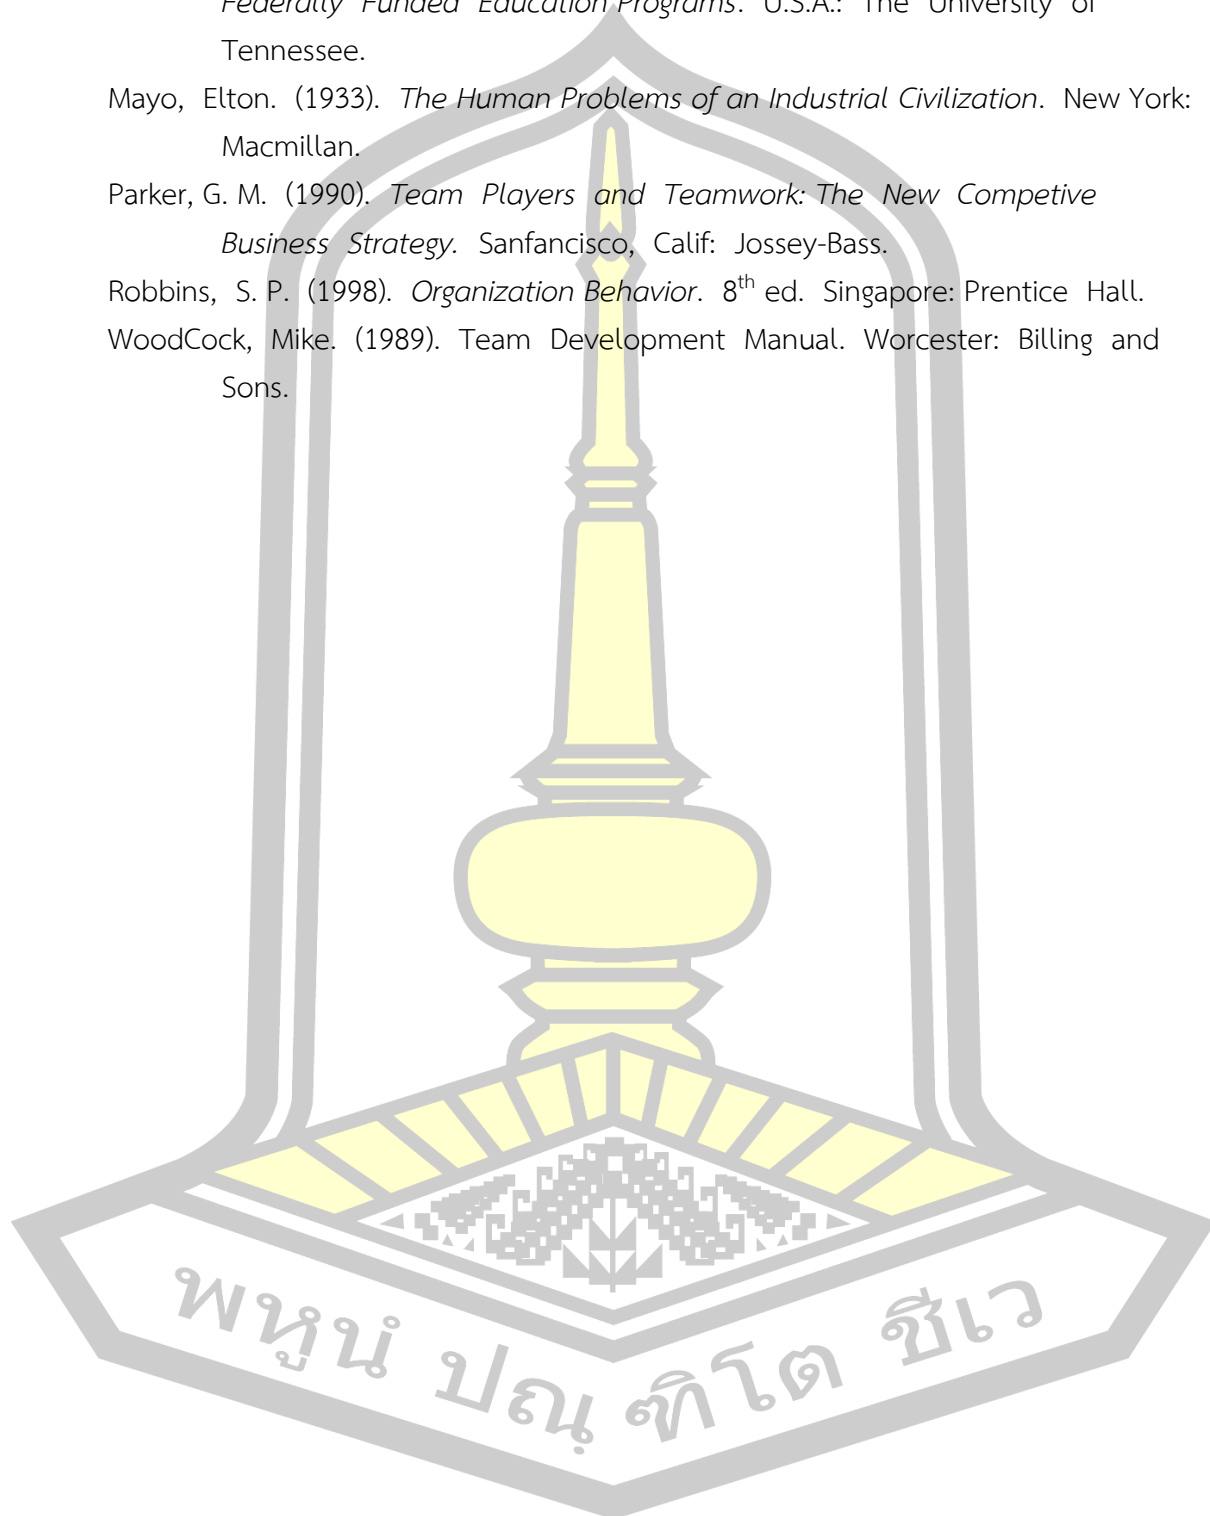 Federally Funded Education Programs. U.S.A.: The University of
Tennessee.
Mayo, Elton. (1933). The Human Problems of an Industrial Civilization. New York:
Macmillan.
Parker, G. M. (1990). Team Players and Teamwork: The New Competive
Business Strategy. Sanfancisco, Calif: Jossey-Bass.
Robbins, S. P. (1998). Organization Behavior. 8th ed. Singapore: Prentice Hall.
WoodCock, Mike. (1989). Team Development Manual. Worcester: Billing and
Sons.
พหูนํ ปณฺฑิโต ชีเว